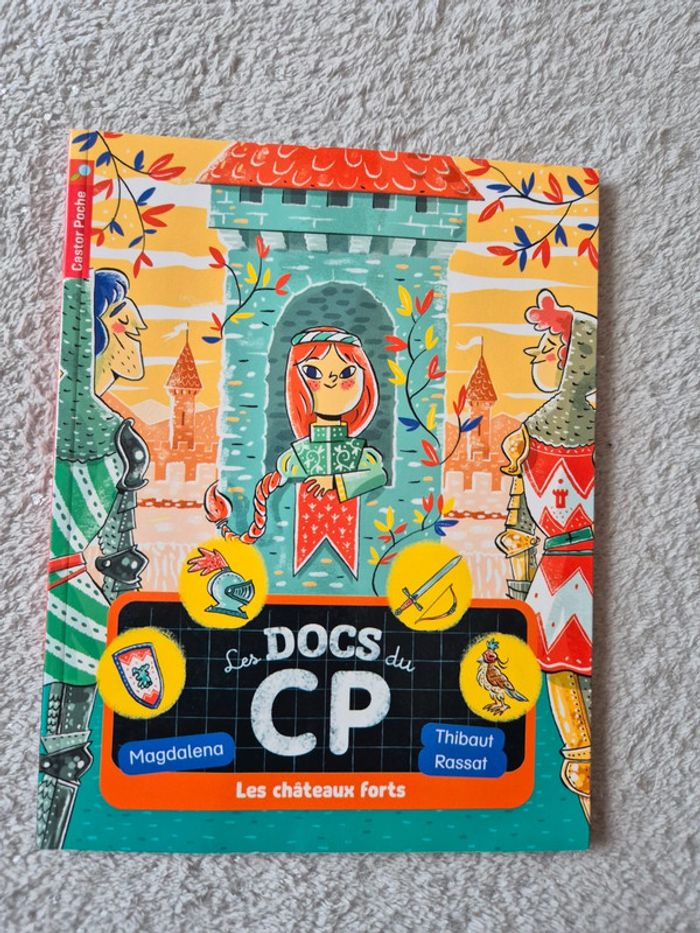 Castor Poche
Les DOCS du
CP
Magdalena
Thibaut
Rassat
Les châteaux forts